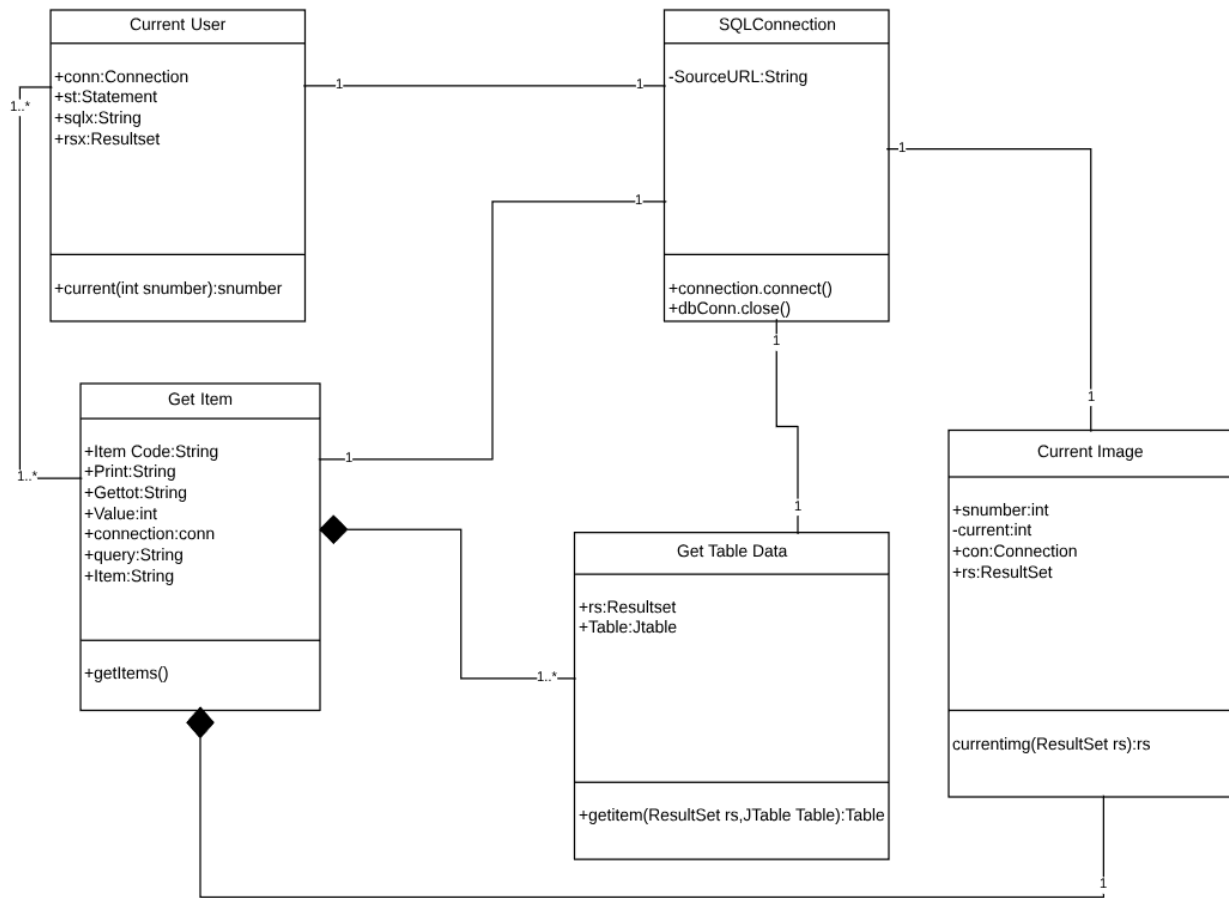 Current User
+conn:Connection
+st:Statement
+sqlx:String
+rsx:Resultset
+current(int snumber):snumber
SQLConnection
-SourceURL:String
+connection.connect()
+dbConn.close()
1
1
1..*
1..*
1
1
1
1
Get Item
+Item Code:String
+Print:String
+Gettot:String
+Value:int
+connection:conn
+query:String
+Item:String
+getItems()
1
1
1..*
Get Table Data
+rs:Resultset
+Table:Jtable
+getitem(ResultSet rs,JTable Table):Table
Current Image
+snumber:int
-current:int
+con:Connection
+rs:ResultSet
currentimg(ResultSet rs):rs
1